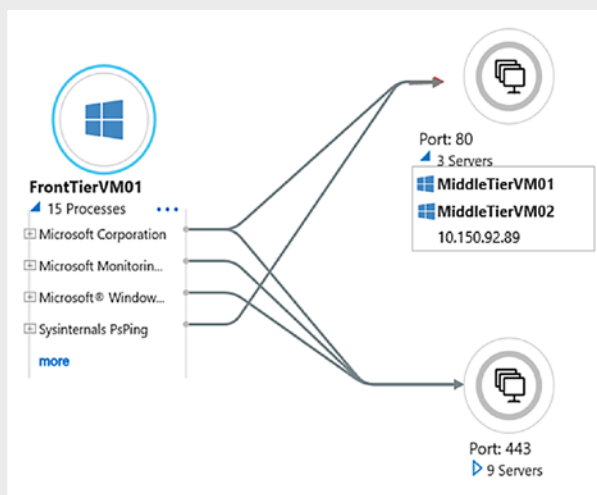 FrontTierVM01
15 Processes ...
Microsoft Corporation
Microsoft Monitorin...
Microsoft® Window...
Sysinternals PsPing
more
Port: 80
3 Servers
MiddleTierVM01
MiddleTierVM02
10.150.92.89
Port: 443
9 Servers